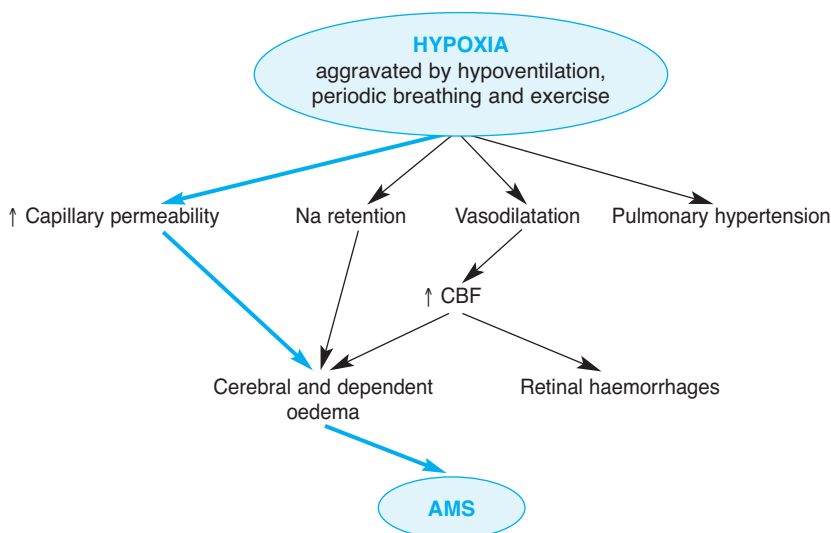 HYPOXIA
aggravated by hypoventilation,
periodic breathing and exercise
↑ Capillary permeability
Na retention
Vasodilatation
Pulmonary hypertension
↑ CBF
Cerebral and dependent
oedema
Retinal haemorrhages
AMS